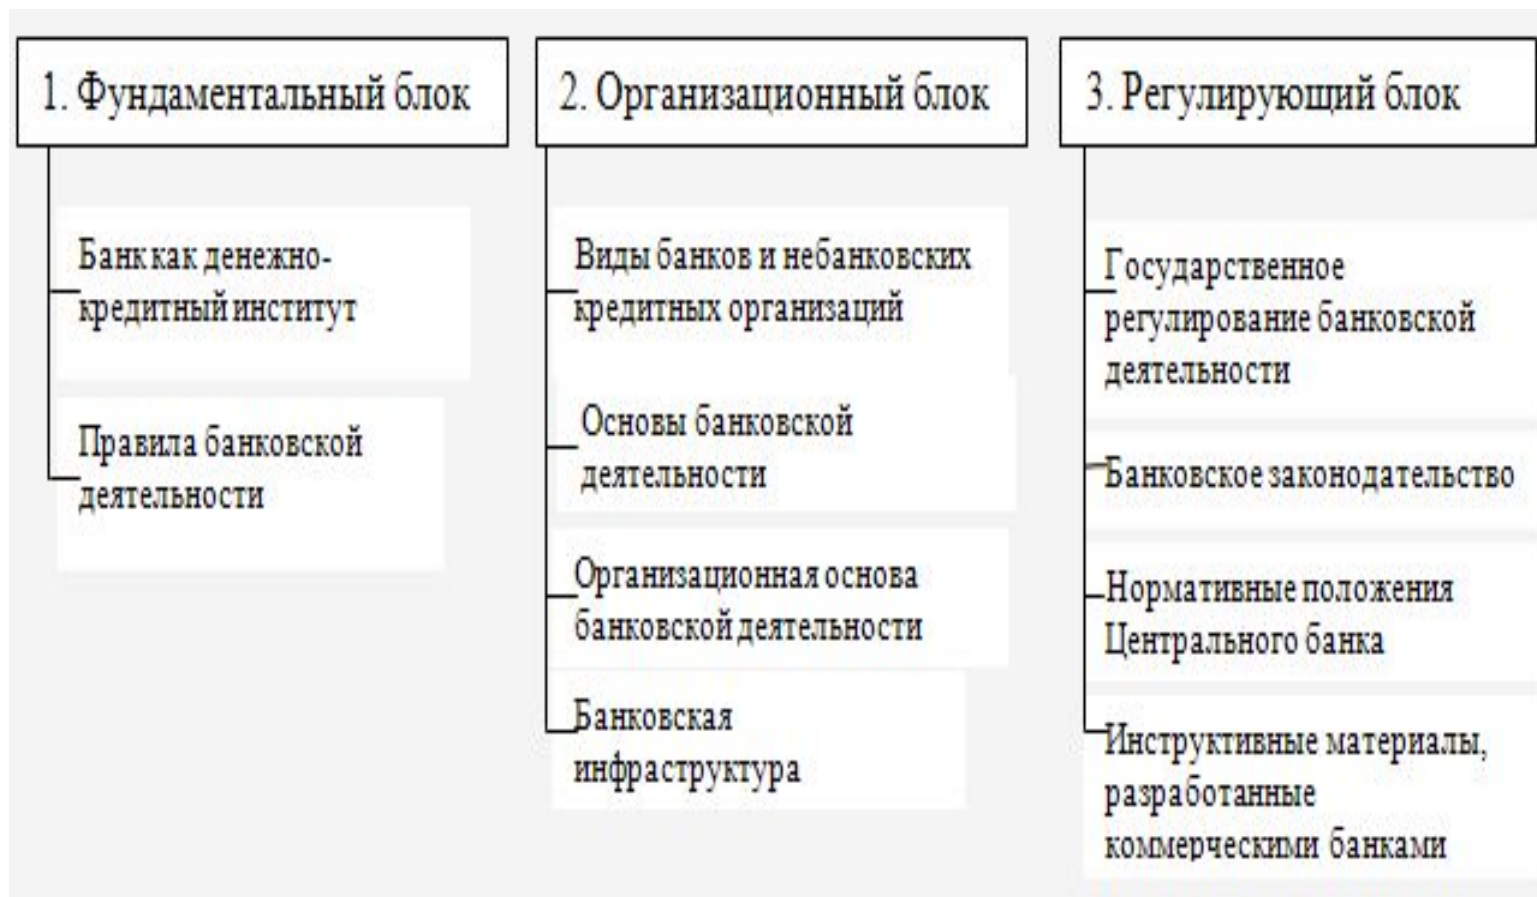 1. Фундаментальный блок
Банк как денежно-
кредитный институт
Правила банковской
деятельности
2. Организационный блок
Виды банков и небанковских
кредитных организаций
Основы банковской
деятельности
Организационная основа
банковской деятельности
Банковская
инфраструктура
3. Регулирующий блок
Государственное
регулирование банковской
деятельности
Банковское законодательство
Нормативные положения
Центрального банка
Инструктивные материалы,
разработанные
коммерческими банками